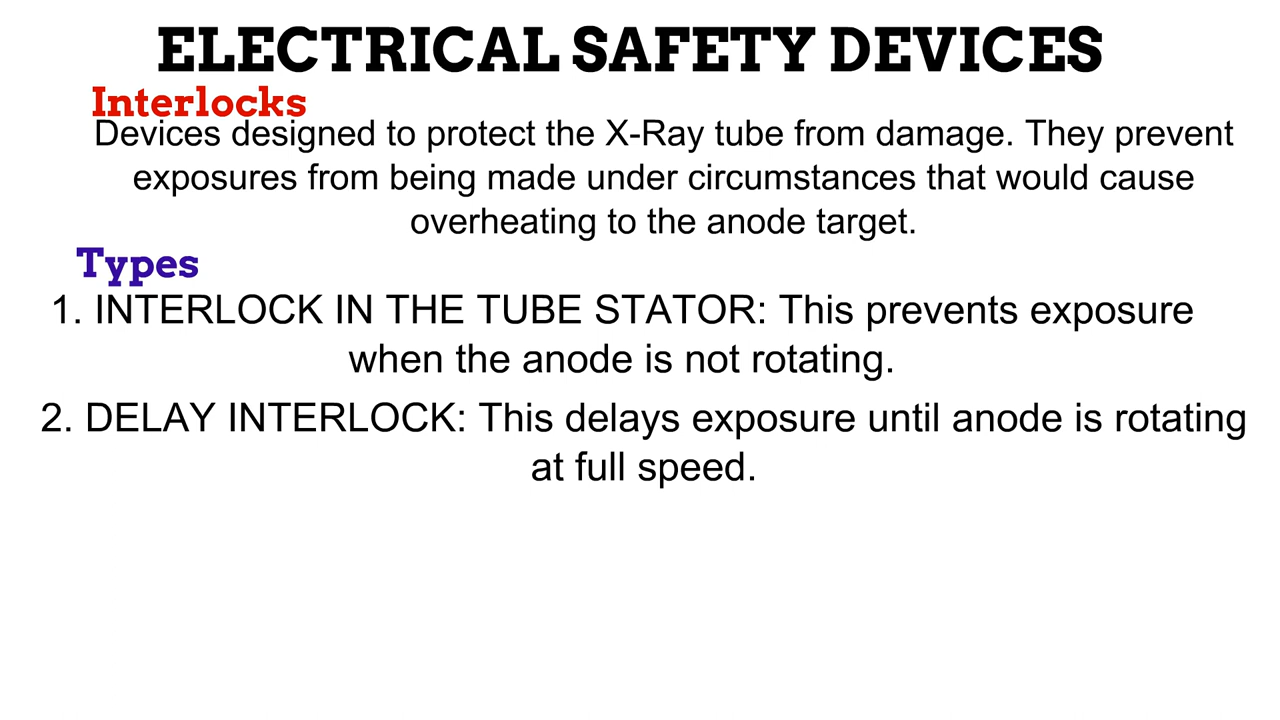 ELECTRICAL SAFETY DEVICES
Interlocks
Devices designed to protect the X-Ray tube from damage. They prevent
exposures from being made under circumstances that would cause
overheating to the anode target.
Types
1. INTERLOCK IN THE TUBE STATOR: This prevents exposure
when the anode is not rotating.
2. DELAY INTERLOCK: This delays exposure until anode is rotating
at full speed.